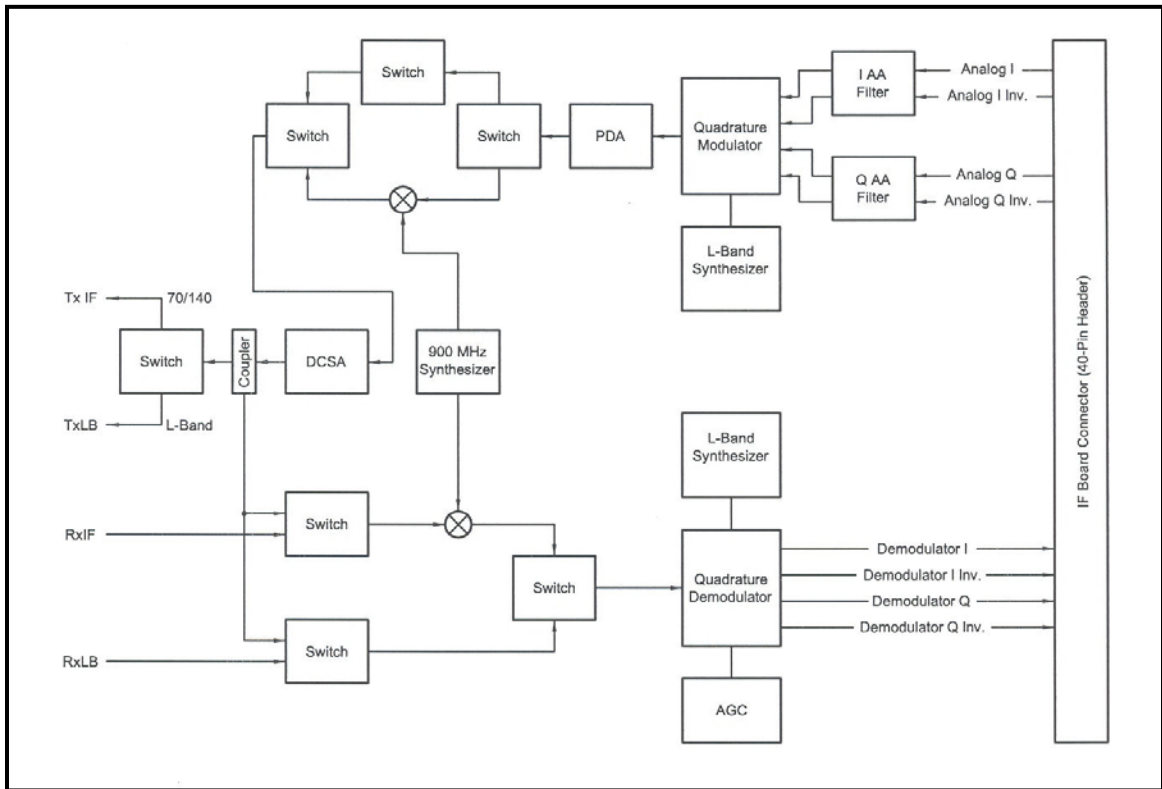 Switch
Switch
Switch
PDA
Quadrature
Modulator
I AA
Filter
Analog I
Analog I Inv.
Q AA
Filter
Analog Q
Analog Q Inv.
L-Band
Synthesizer
Tx IF
70/140
Switch
Coupler
DCSA
900 MHz
Synthesizer
TxLB
L-Band
L-Band
Synthesizer
RxIF
Switch
Switch
Quadrature
Demodulator
Demodulator I
Demodulator I Inv.
Demodulator Q
Demodulator Q Inv.
RxLB
Switch
AGC
IF Board Connector (40-Pin Header)